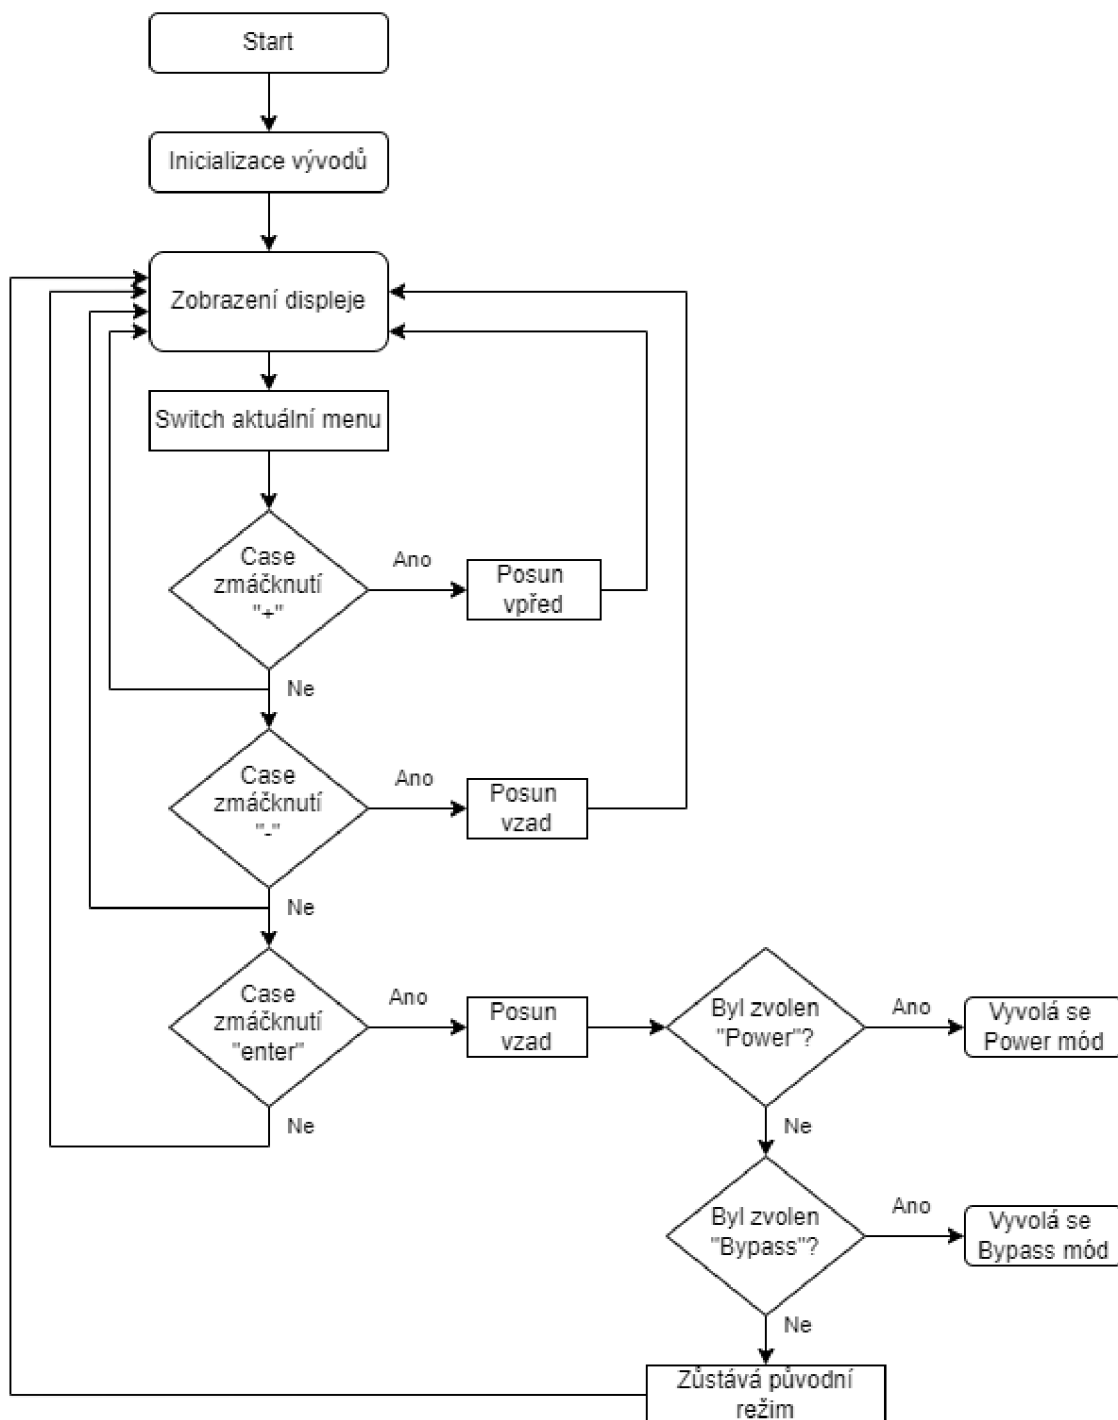 Start
Inicializace vývodů
Zobrazení displeje
Switch aktuální menu
Case
zmáčknutí
"+"
Ano
Posun
vpřed
Ne
Case
zmáčknutí
"-"
Ano
Posun
vzad
Ne
Case
zmáčknutí
"enter"
Ano
Posun
vzad
Ne
Byl zvolen
"Power"?
Ano
Vyvolá se
Power mód
Ne
Byl zvolen
"Bypass"?
Ano
Vyvolá se
Bypass mód
Ne
Zůstává původní
režim